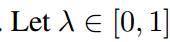 . Let λ ∈ [0, 1]